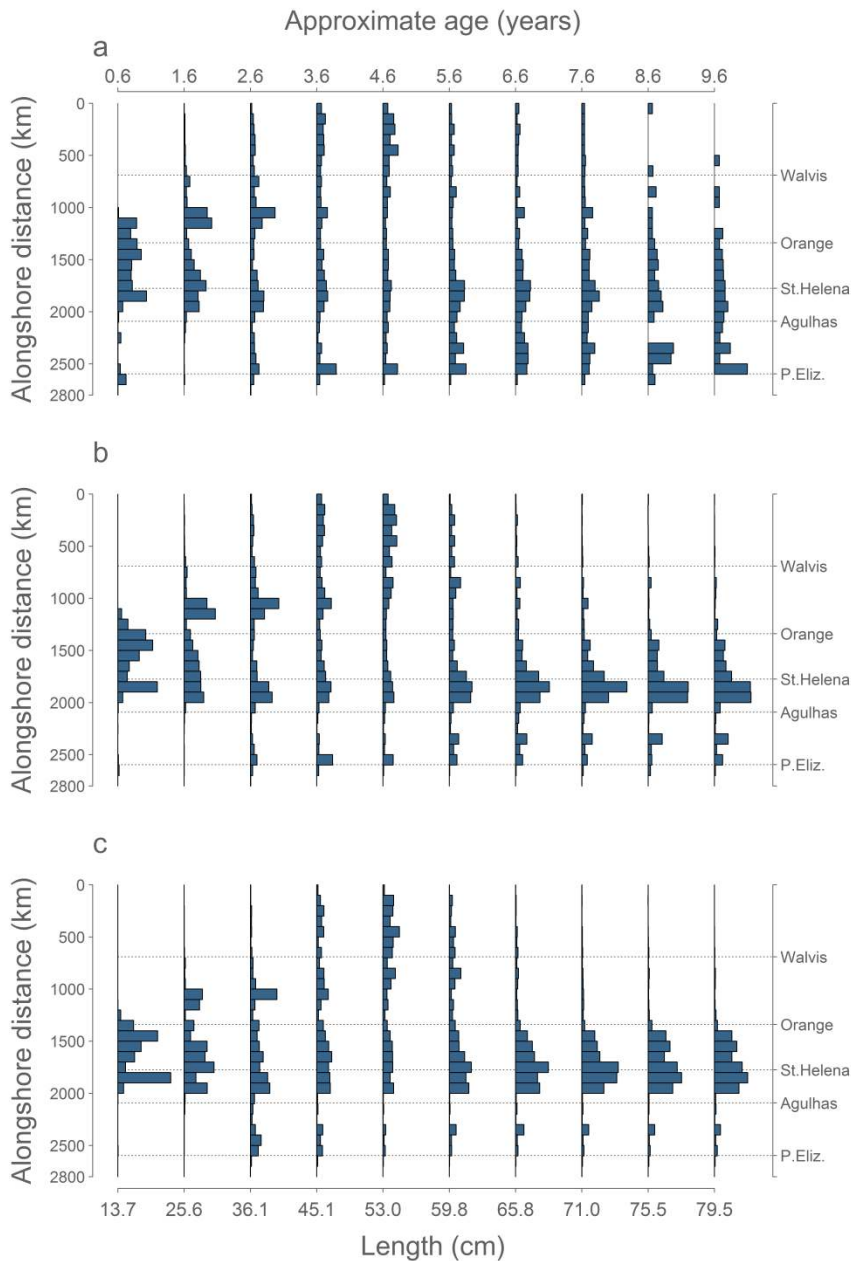 Approximate age (years)
a
0.6 1.6 2.6 3.6 4.6 5.6 6.6 7.6 8.6 9.6
Alongshore distance (km)
0
500
Walvis
1000
Orange
1500
St.Helena
2000
Agulhas
2500
P.Eliz.
2800
b
Alongshore distance (km)
0
500
Walvis
1000
Orange
1500
St.Helena
2000
Agulhas
2500
P.Eliz.
2800
c
Alongshore distance (km)
0
500
Walvis
1000
Orange
1500
St.Helena
2000
Agulhas
2500
P.Eliz.
2800
13.7 25.6 36.1 45.1 53.0 59.8 65.8 71.0 75.5 79.5
Length (cm)